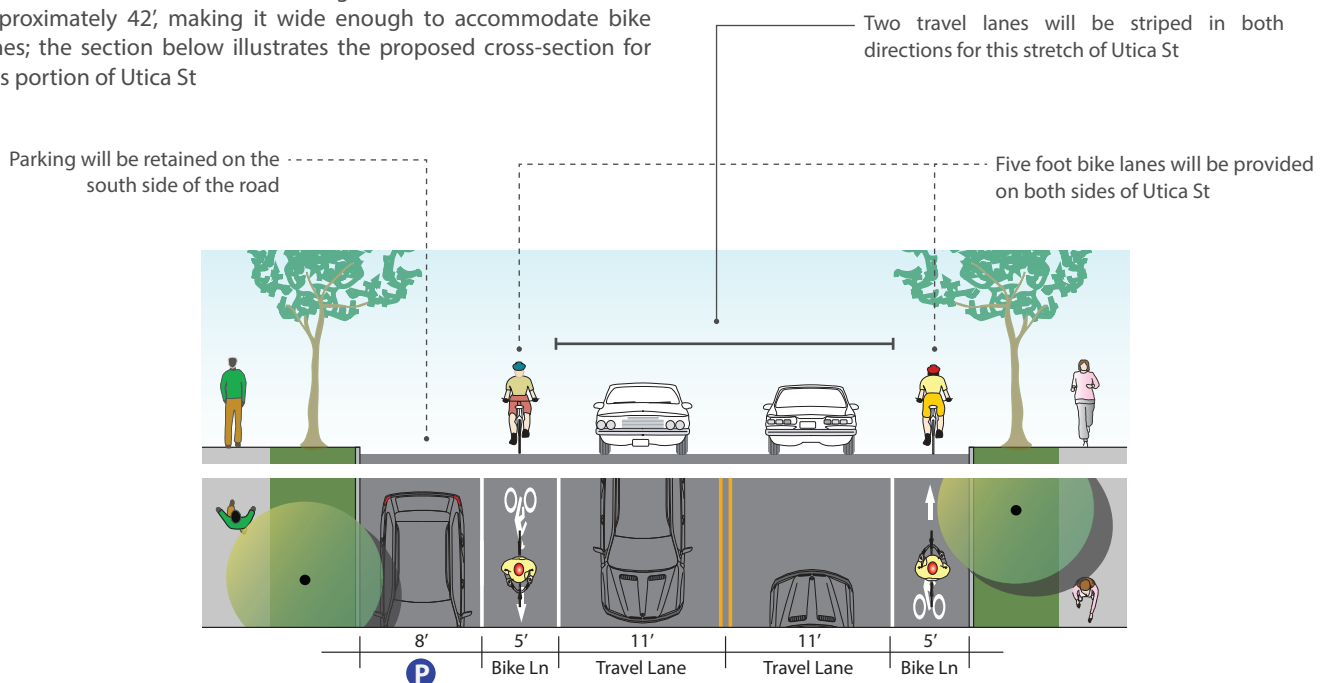 proximately 42’, making it wide enough to accommodate bike
nes; the section below illustrates the proposed cross-section for
s portion of Utica St
Two travel lanes will be striped in both
directions for this stretch of Utica St
Parking will be retained on the
south side of the road
Five foot bike lanes will be provided
on both sides of Utica St
8’ 5’ 11’ 11’ 5’
P Bike Ln Travel Lane Travel Lane Bike Ln